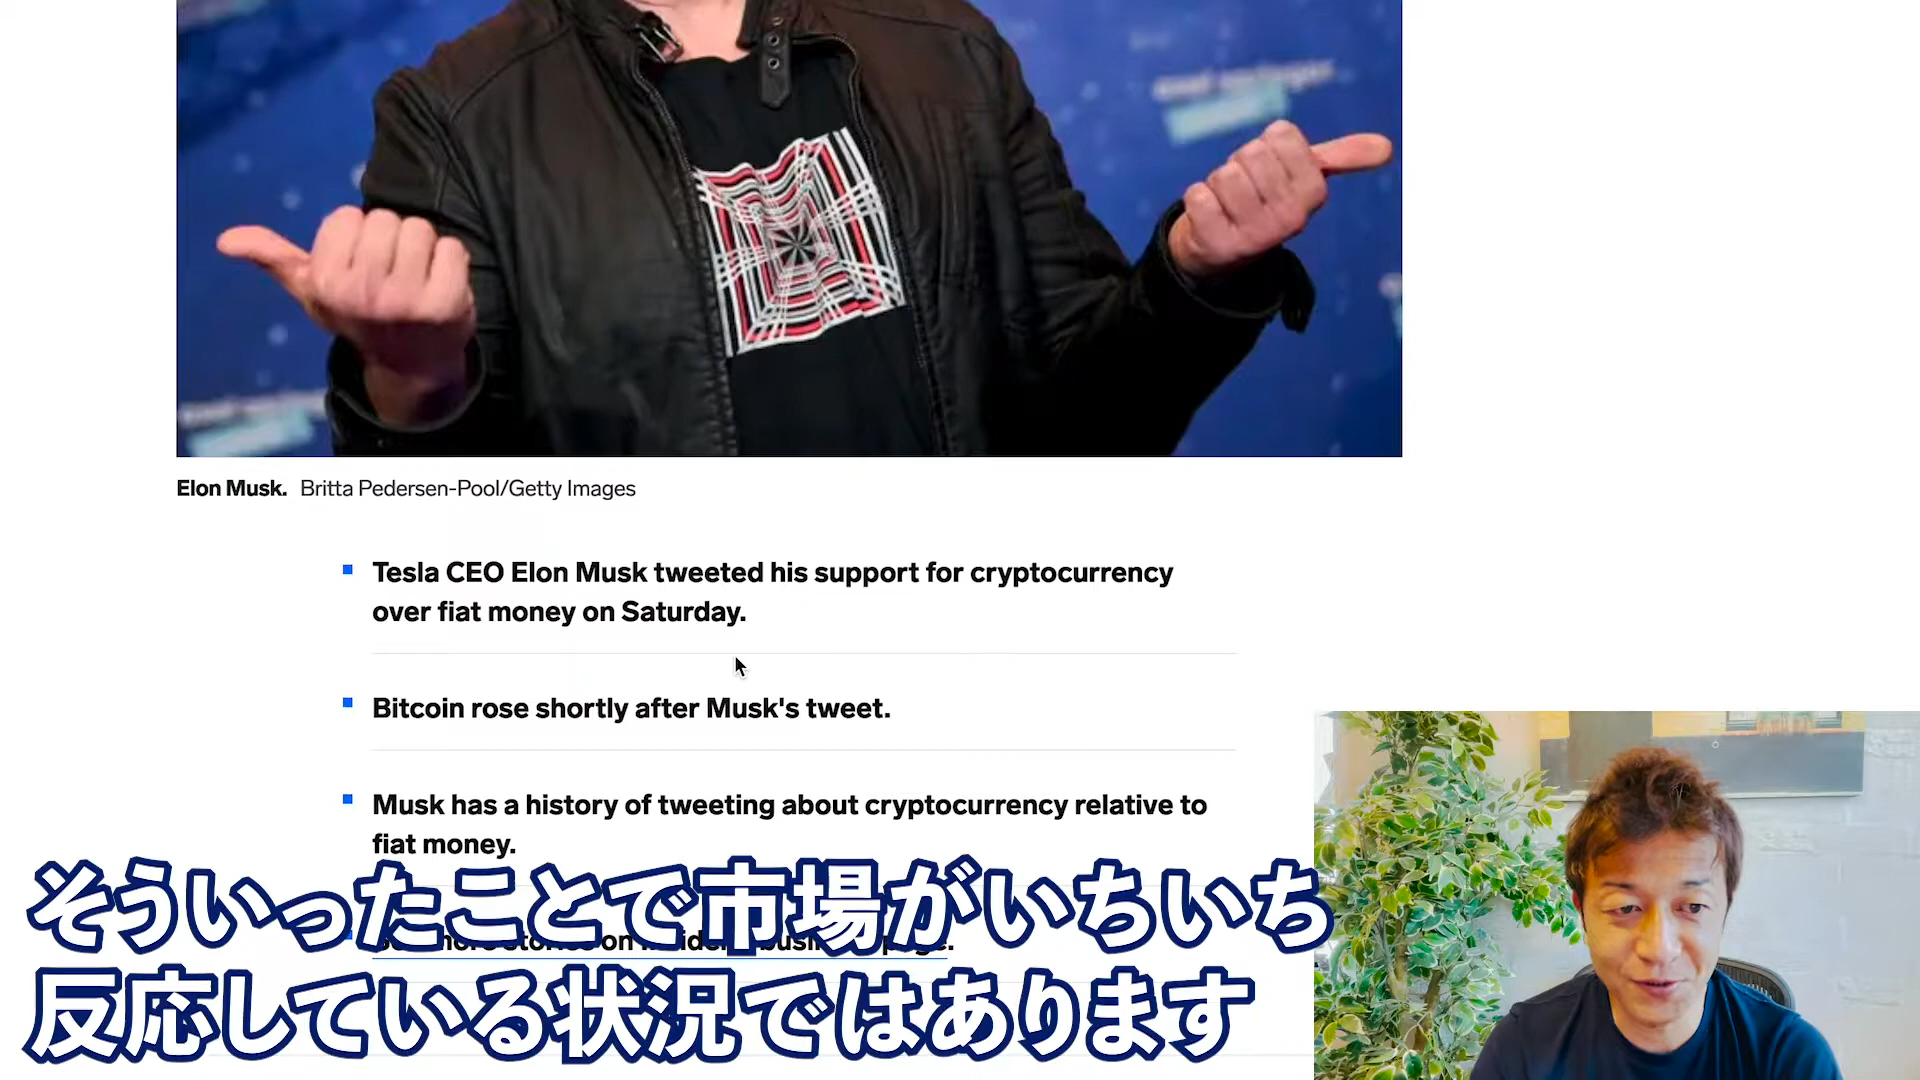 Elon Musk. Britta Pedersen-Pool/Getty Images
Tesla CEO Elon Musk tweeted his support for cryptocurrency
over fiat money on Saturday.
Bitcoin rose shortly after Musk's tweet.
Musk has a history of tweeting about cryptocurrency relative to
fiat money.
そういったことで市場がいちいち
反応している状況ではあります